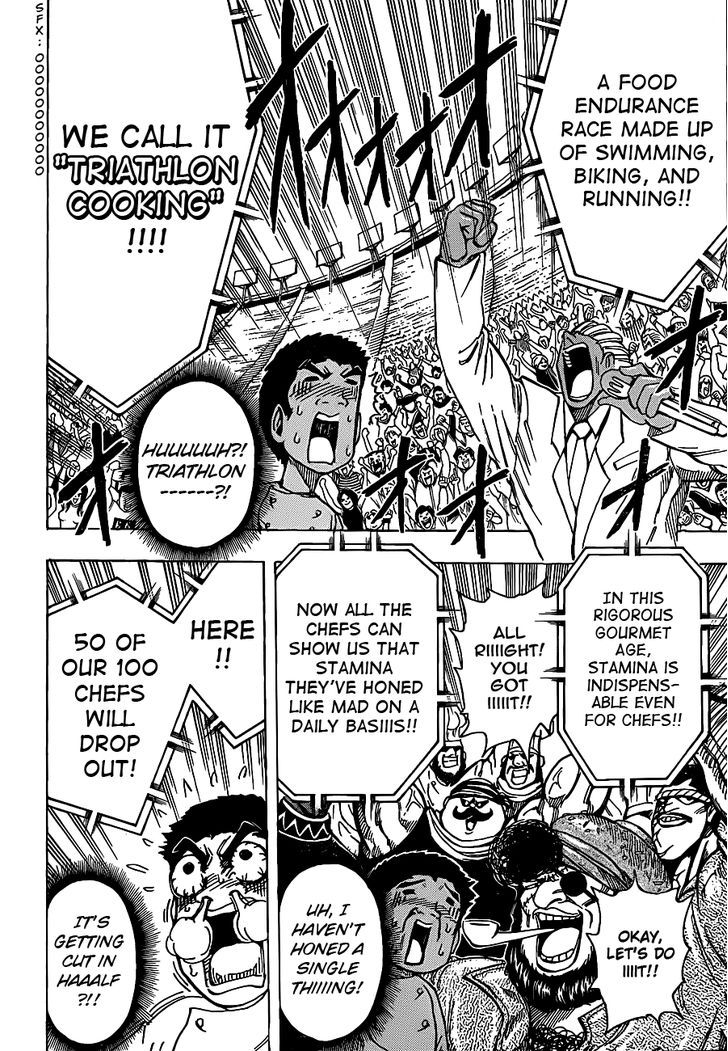 A FOOD
ENDURANCE
RACE MADE UP
OF SWIMMING,
BIKING, AND
RUNNING!!
WE CALL IT
"TRIATHLON
COOKING"
!!!!
SFX: OOOOOOOOOOO
オオオオオ
オ
オ
オ
オ
HUUUUUH?!
TRIATHLON
------?!
IN THIS
RIGOROUS
GOURMET
AGE,
STAMINA IS
INDISPENS-
ABLE EVEN
FOR CHEFS!!
ALL
RIIIIGHT!
YOU
GOT
IIIIIT!!
NOW ALL THE
CHEFS CAN
SHOW US THAT
STAMINA
THEY'VE HONED
LIKE MAD ON A
DAILY BASIIIS!!
OKAY,
LET'S DO
IIIIT!!
UH, I
HAVEN'T
HONED A
SINGLE
THIIIING!
HERE
!!
50 OF
OUR 100
CHEFS
WILL
DROP
OUT!
IT'S
GETTING
CUT IN
HAAALF
?!!